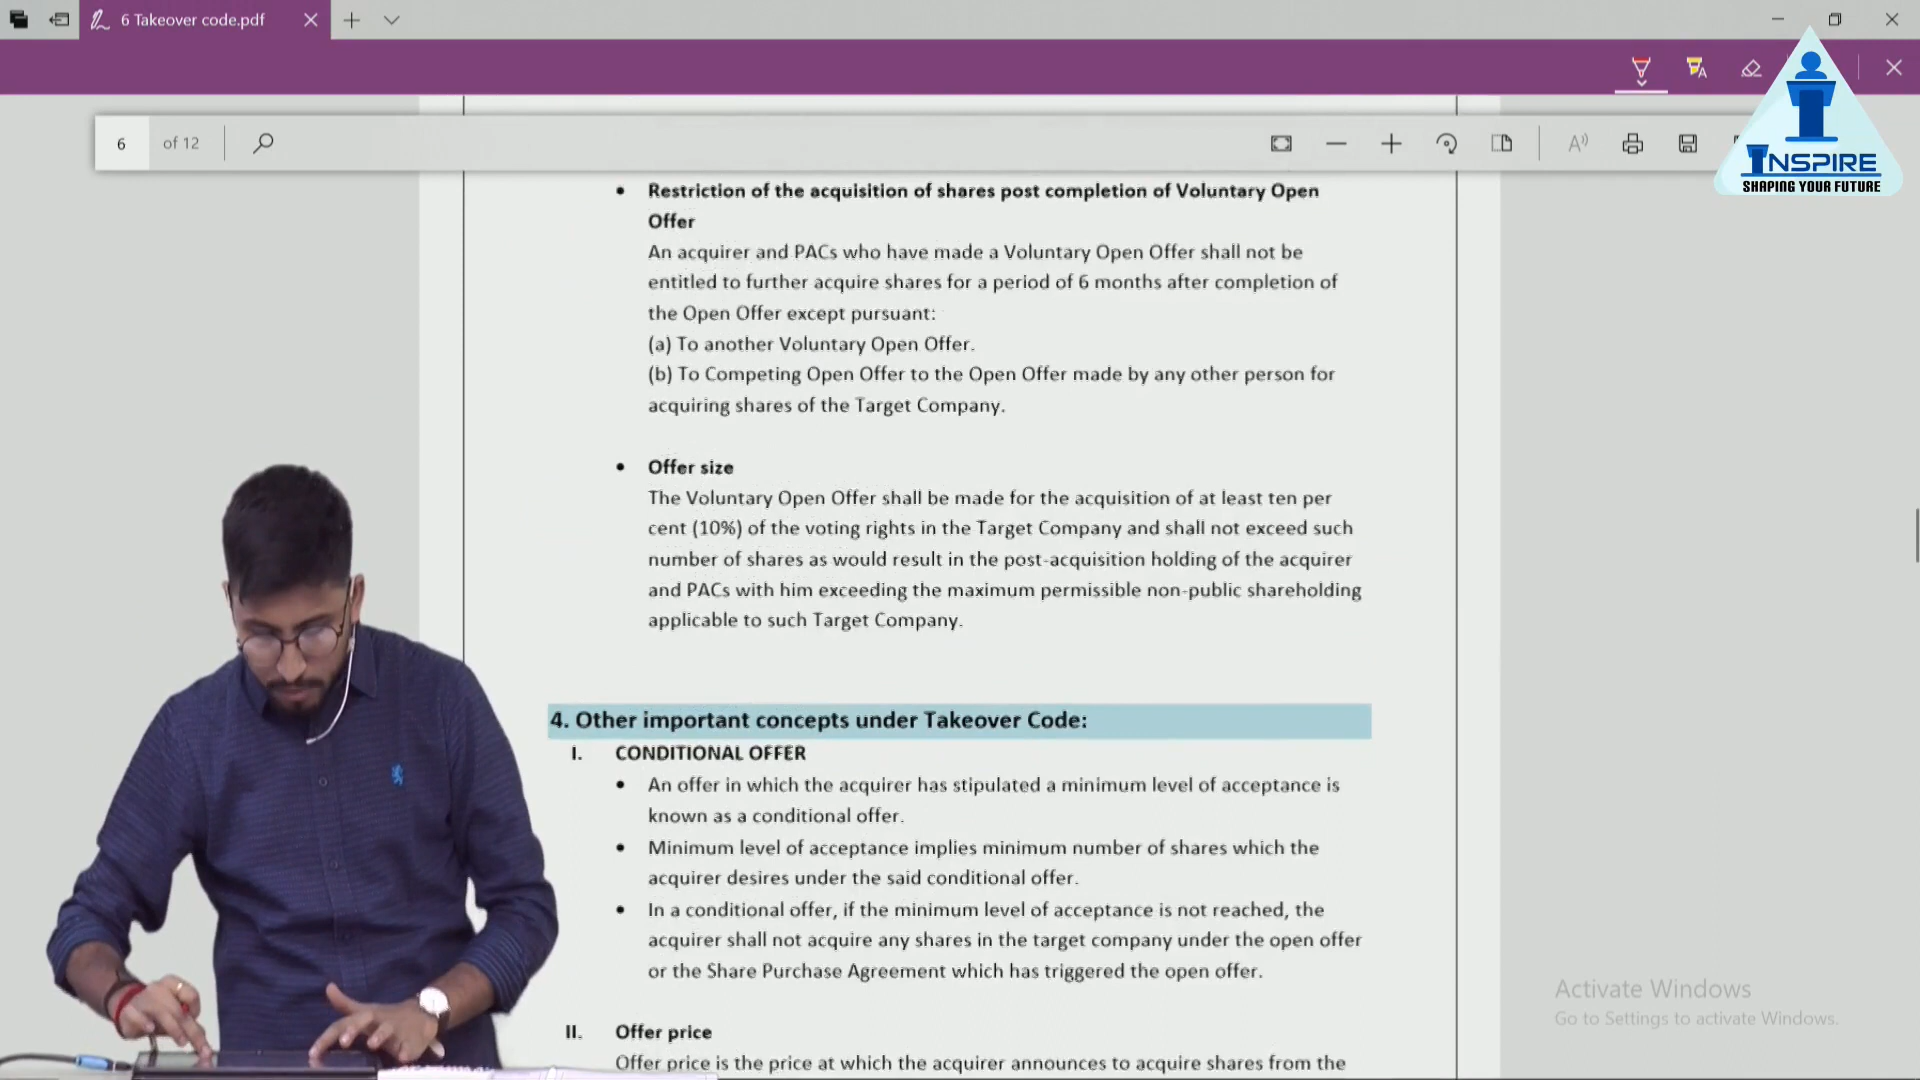 6 Takeover code.pdf
6 of 12
INSPIRE
SHAPING YOUR FUTURE
• Restriction of the acquisition of shares post completion of Voluntary Open
Offer
An acquirer and PACs who have made a Voluntary Open Offer shall not be
entitled to further acquire shares for a period of 6 months after completion of
the Open Offer except pursuant:
(a) To another Voluntary Open Offer.
(b) To Competing Open Offer to the Open Offer made by any other person for
acquiring shares of the Target Company.
• Offer size
The Voluntary Open Offer shall be made for the acquisition of at least ten per
cent (10%) of the voting rights in the Target Company and shall not exceed such
number of shares as would result in the post-acquisition holding of the acquirer
and PACs with him exceeding the maximum permissible non-public shareholding
applicable to such Target Company.
4. Other important concepts under Takeover Code:
I. CONDITIONAL OFFER
• An offer in which the acquirer has stipulated a minimum level of acceptance is
known as a conditional offer.
• Minimum level of acceptance implies minimum number of shares which the
acquirer desires under the said conditional offer.
• In a conditional offer, if the minimum level of acceptance is not reached, the
acquirer shall not acquire any shares in the target company under the open offer
or the Share Purchase Agreement which has triggered the open offer.
II. Offer price
Offer price is the price at which the acquirer announces to acquire shares from the
Activate Windows
Go to Settings to activate Windows.